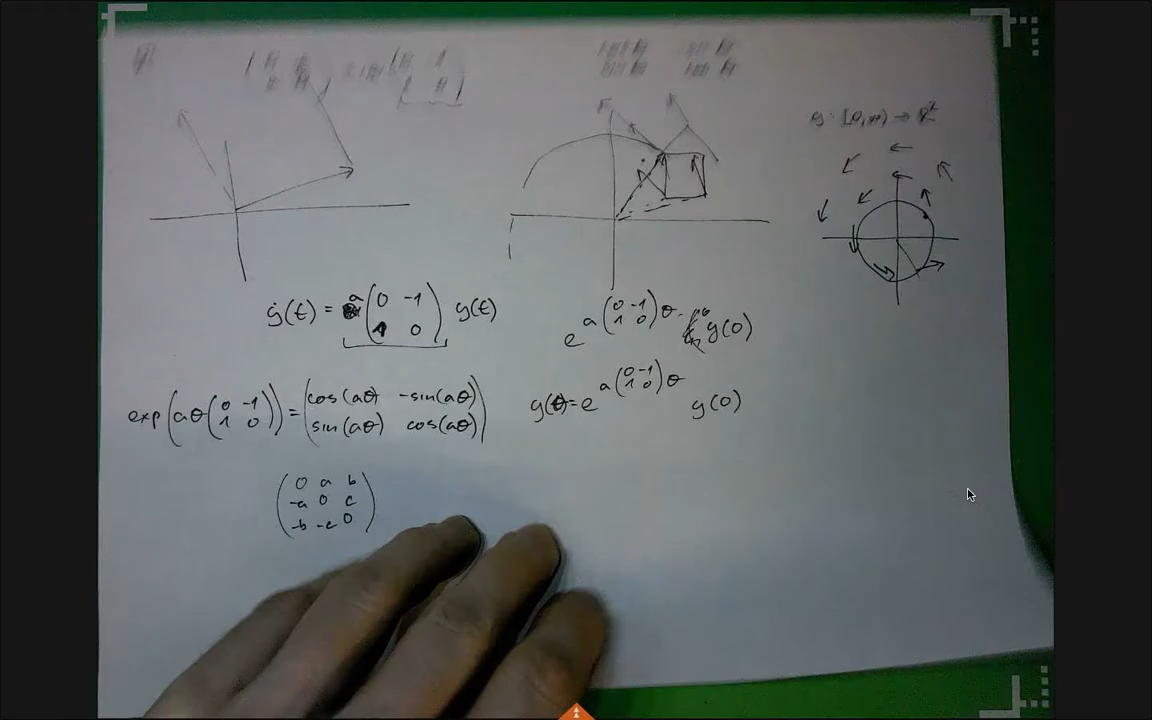 y : [0,∞) → ℝ²
ẏ(t) = a (0 -1; 1 0) y(t)
e^{a (0 -1; 1 0) θ} · y(0)
exp(aθ (0 -1; 1 0)) = (cos(aθ) -sin(aθ); sin(aθ) cos(aθ))
y(θ) = e^{a (0 -1; 1 0) θ} y(0)
(0 a b; -a 0 c; -b -c 0)